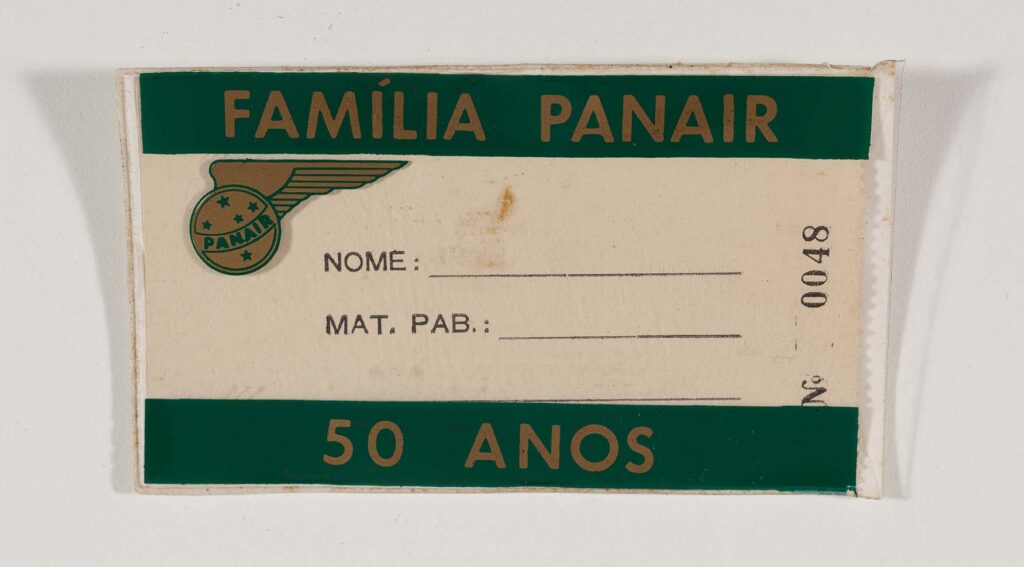 FAMÍLIA PANAIR
PANAIR
NOME:
MAT. PAB.:
Nº 0048
50 ANOS